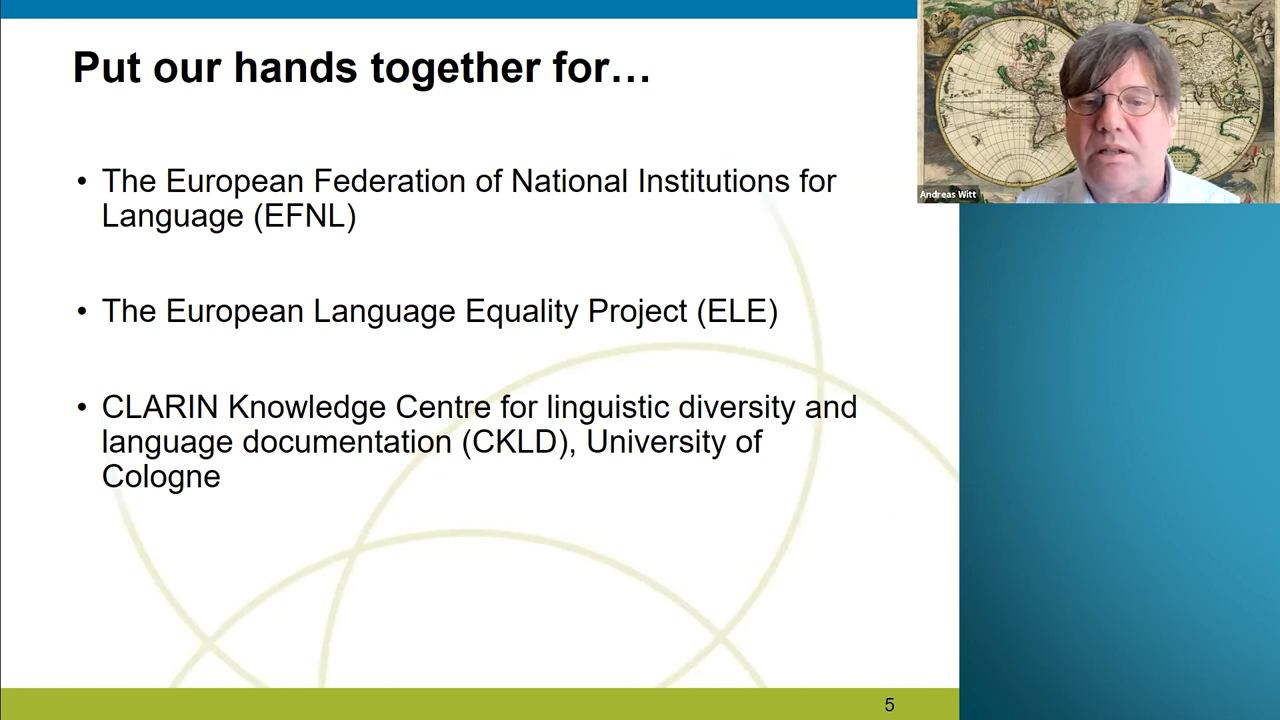 Put our hands together for…
• The European Federation of National Institutions for
Language (EFNL)
• The European Language Equality Project (ELE)
• CLARIN Knowledge Centre for linguistic diversity and
language documentation (CKLD), University of
Cologne
5
Andreas Witt